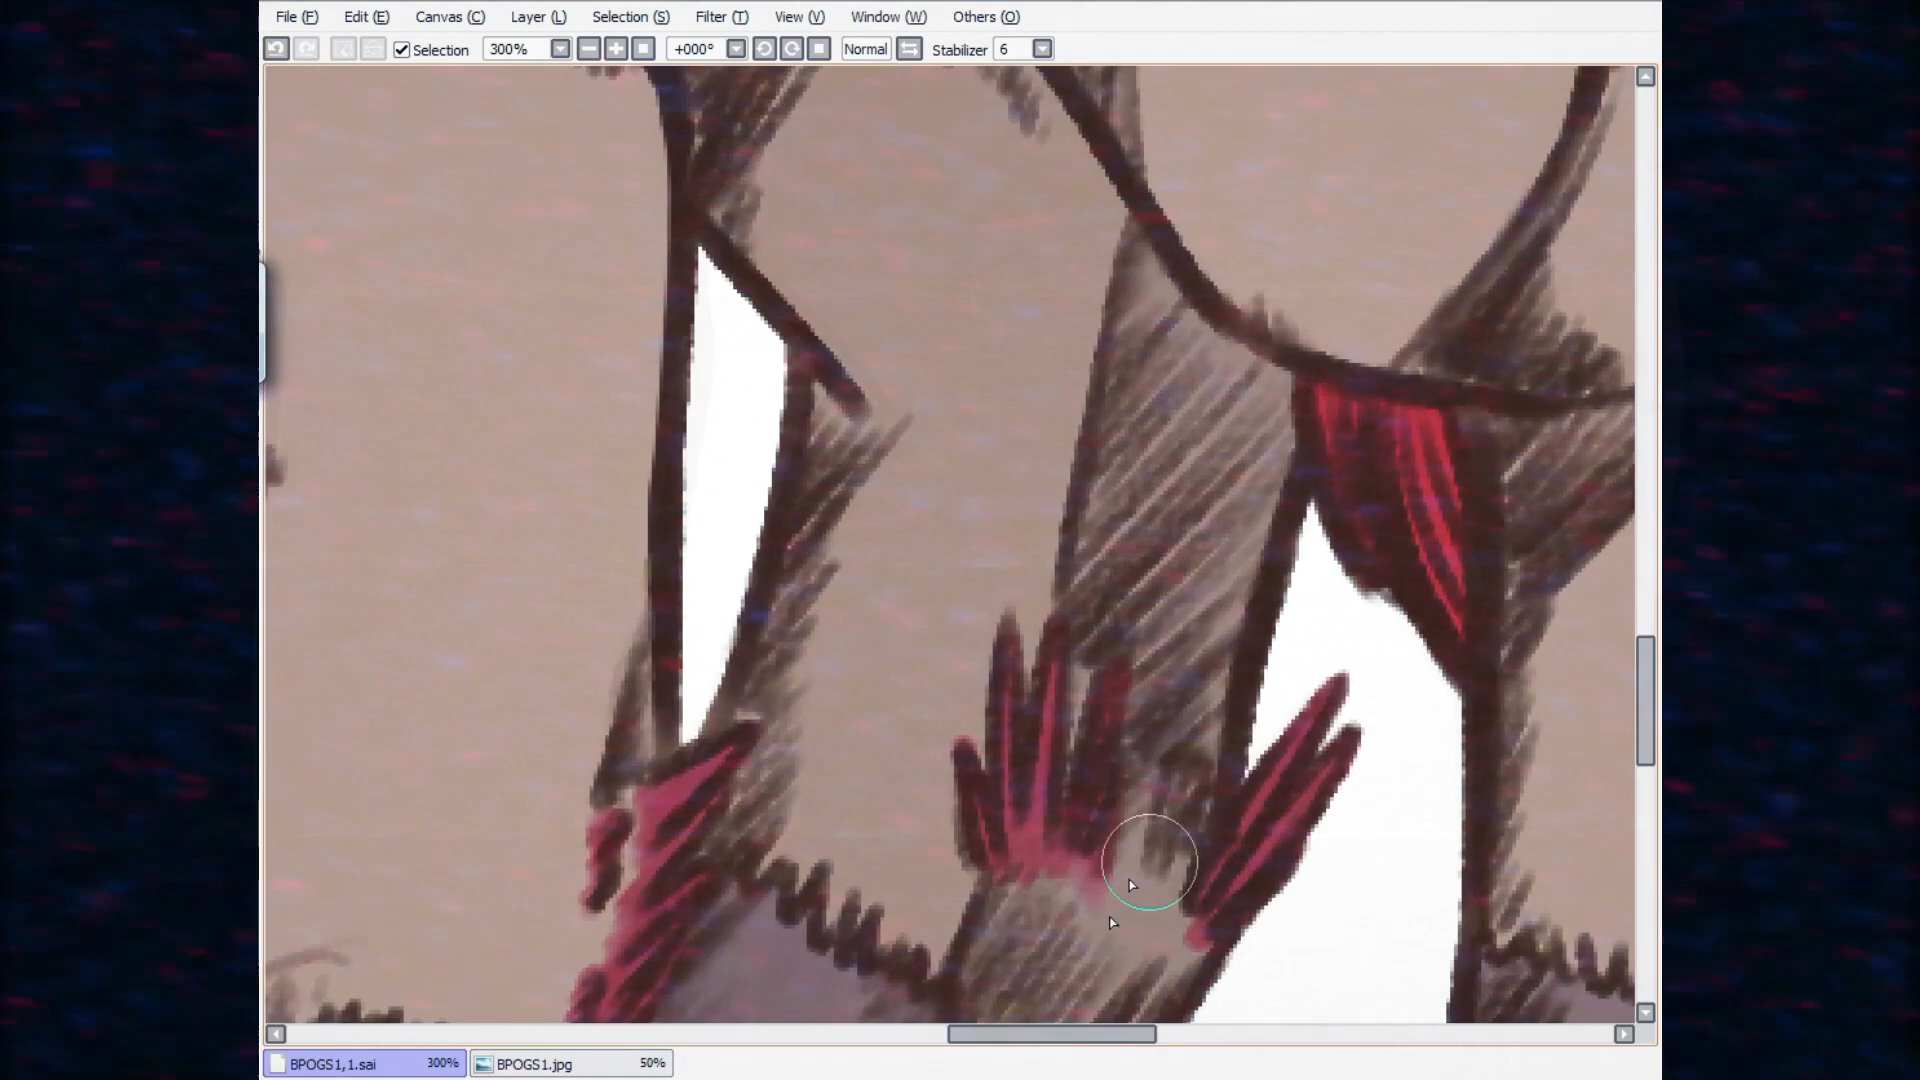 File (F) Edit (E) Canvas (C) Layer (L) Selection (S) Filter (T) View (V) Window (W) Others (O)
Selection 300% +000° Normal Stabilizer 6
BPOGS1,1.sai 300% BPOGS1.jpg 50%